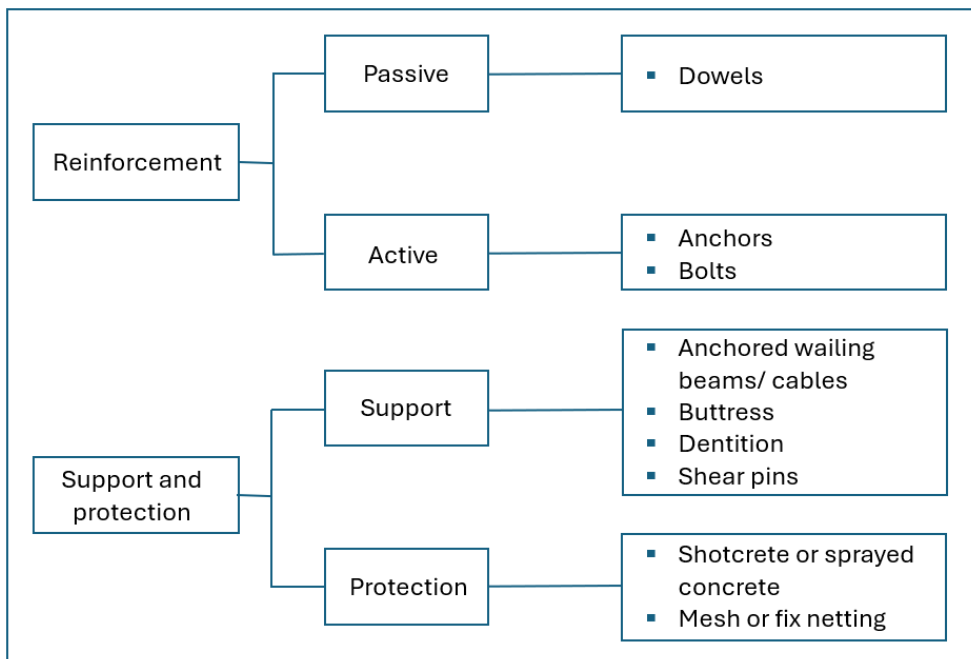 Passive
▪ Dowels
Reinforcement
Active
▪ Anchors
▪ Bolts
Support
▪ Anchored wailing
beams/ cables
▪ Buttress
▪ Dentition
▪ Shear pins
Support and
protection
Protection
▪ Shotcrete or sprayed
concrete
▪ Mesh or fix netting